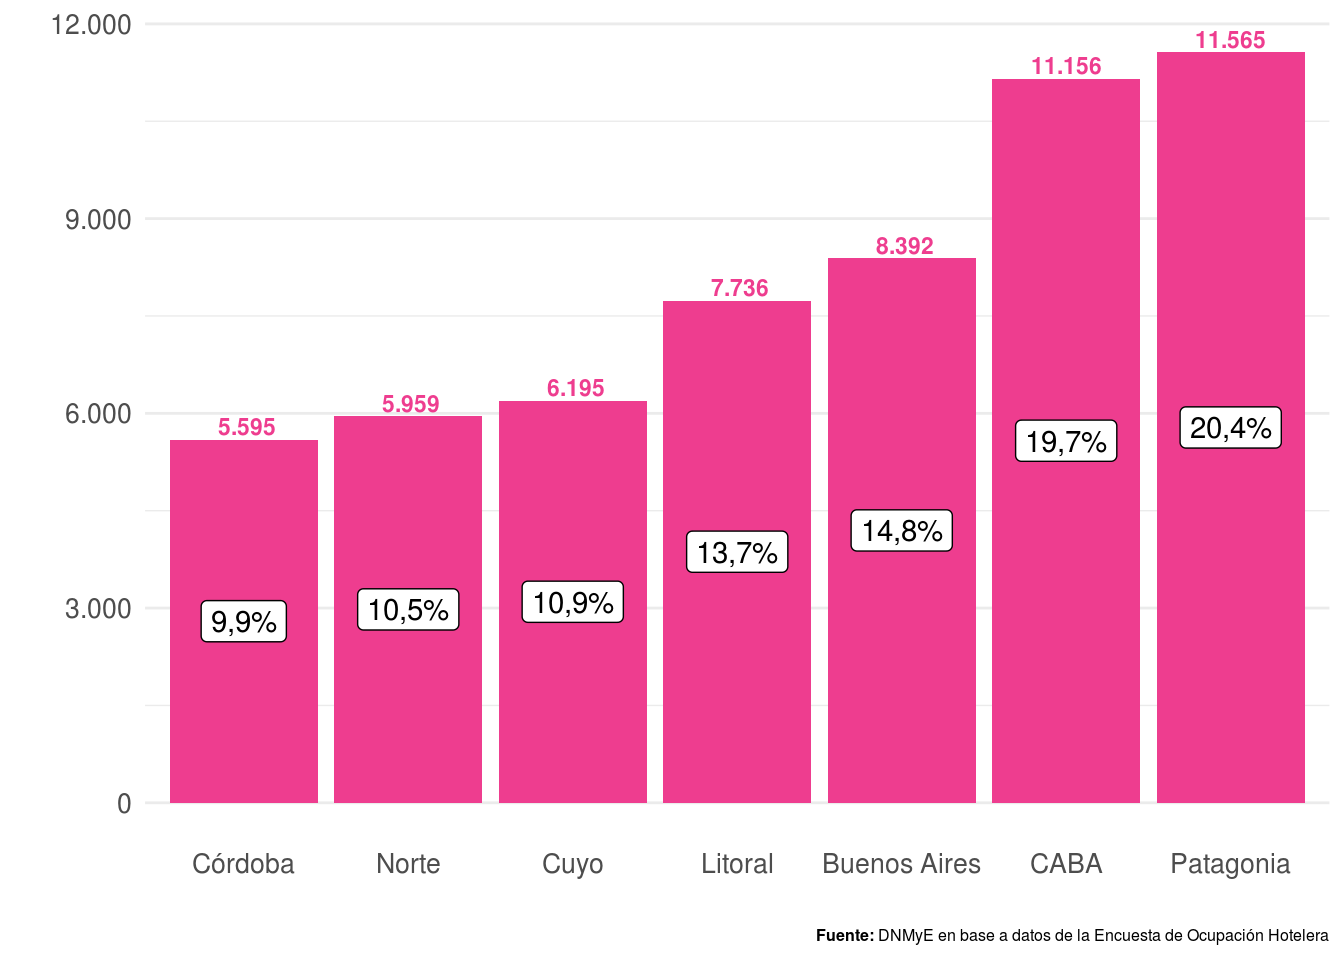 12.000
9.000
6.000
3.000
0
5.595
5.959
6.195
7.736
8.392
11.156
11.565
9,9%
10,5%
10,9%
13,7%
14,8%
19,7%
20,4%
Córdoba
Norte
Cuyo
Litoral
Buenos Aires
CABA
Patagonia
Fuente: DNMyE en base a datos de la Encuesta de Ocupación Hotelera